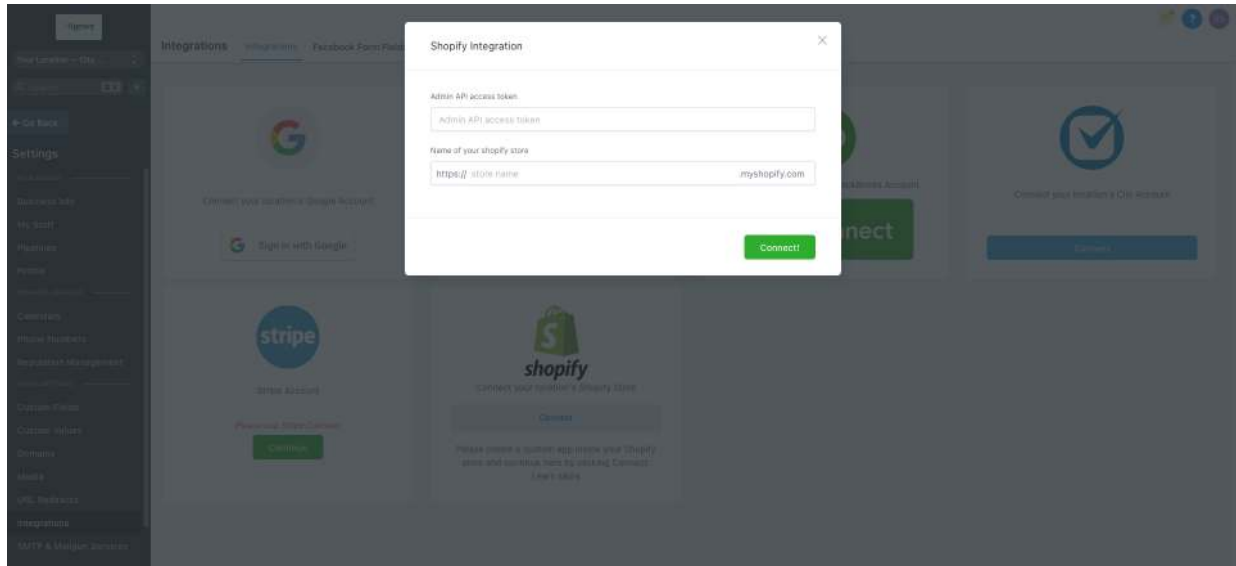 Your Location - City
← Go Back
Settings
Business Info
My Staff
Pipelines
Calendars
Phone Numbers
Reputation Management
Custom Fields
Custom Values
Domains
Media
URL Redirects
Integrations
SMTP & Mailgun Services
Integrations
Integrations
Facebook Form Fields
Connect your location's Google Account
Sign in with Google
Shopify Integration
Admin API access token
Admin API access token
Name of your shopify store
https:// store name .myshopify.com
Connect!
Connect your location's Clio Account
Connect
stripe
Stripe Account
Continue
shopify
Connect your location's Shopify Store
Connect
Please create a custom app inside your Shopify
store and continue here by clicking Connect.
Learn More